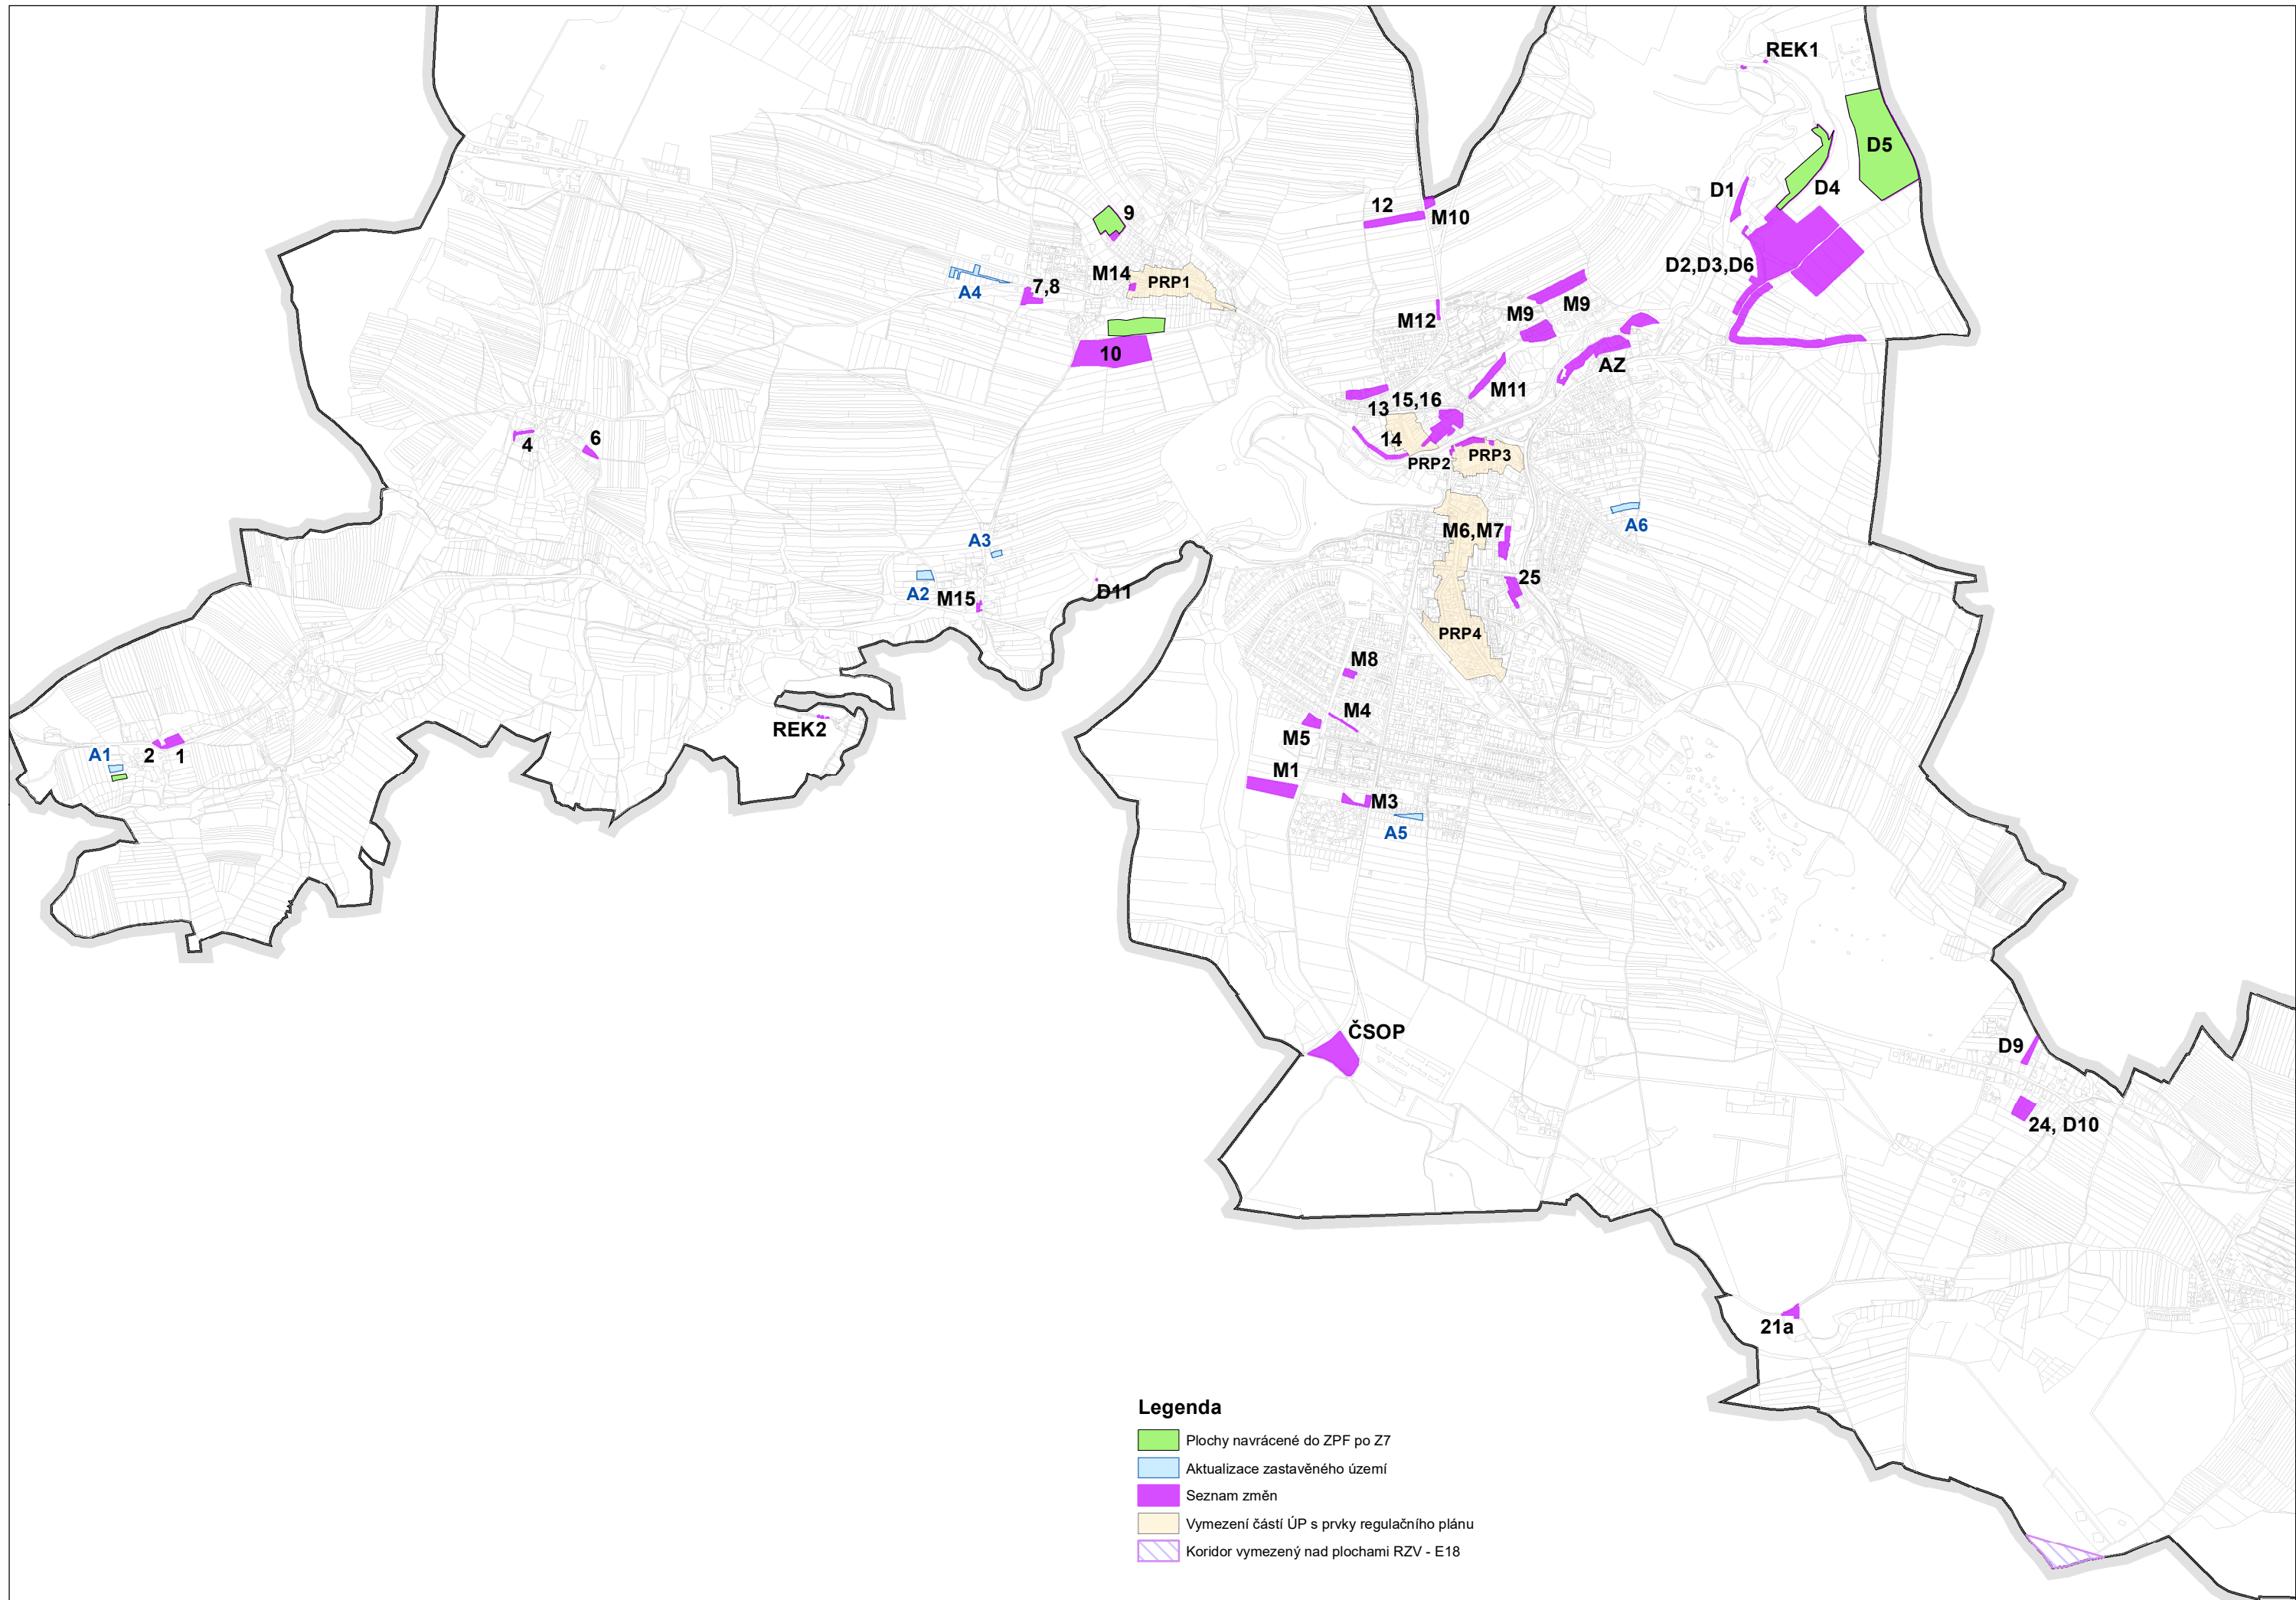 REK1
D5
D4
D1
9
12
M10
M14
PRP1
D2,D3,D6
A4
7,8
M9
M9
M12
10
AZ
M11
15,16
13
14
4
6
PRP2
PRP3
A6
M6,M7
A3
25
A2
M15
D11
PRP4
M8
M4
REK2
M5
A1
2
1
M1
M3
A5
ČSOP
D9
24, D10
21a
Legenda
Plochy navrácené do ZPF po Z7
Aktualizace zastavěného území
Seznam změn
Vymezení částí ÚP s prvky regulačního plánu
Koridor vymezený nad plochami RZV - E18